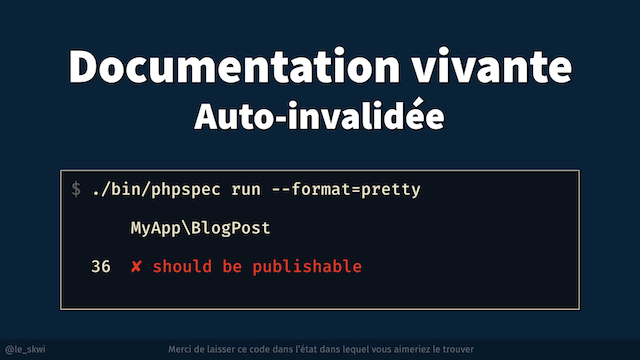 Documentation vivante
Auto-invalidée
$ ./bin/phpspec run --format=pretty
MyApp\BlogPost
36 ✘ should be publishable
@le_skwi
Merci de laisser ce code dans l'état dans lequel vous aimeriez le trouver